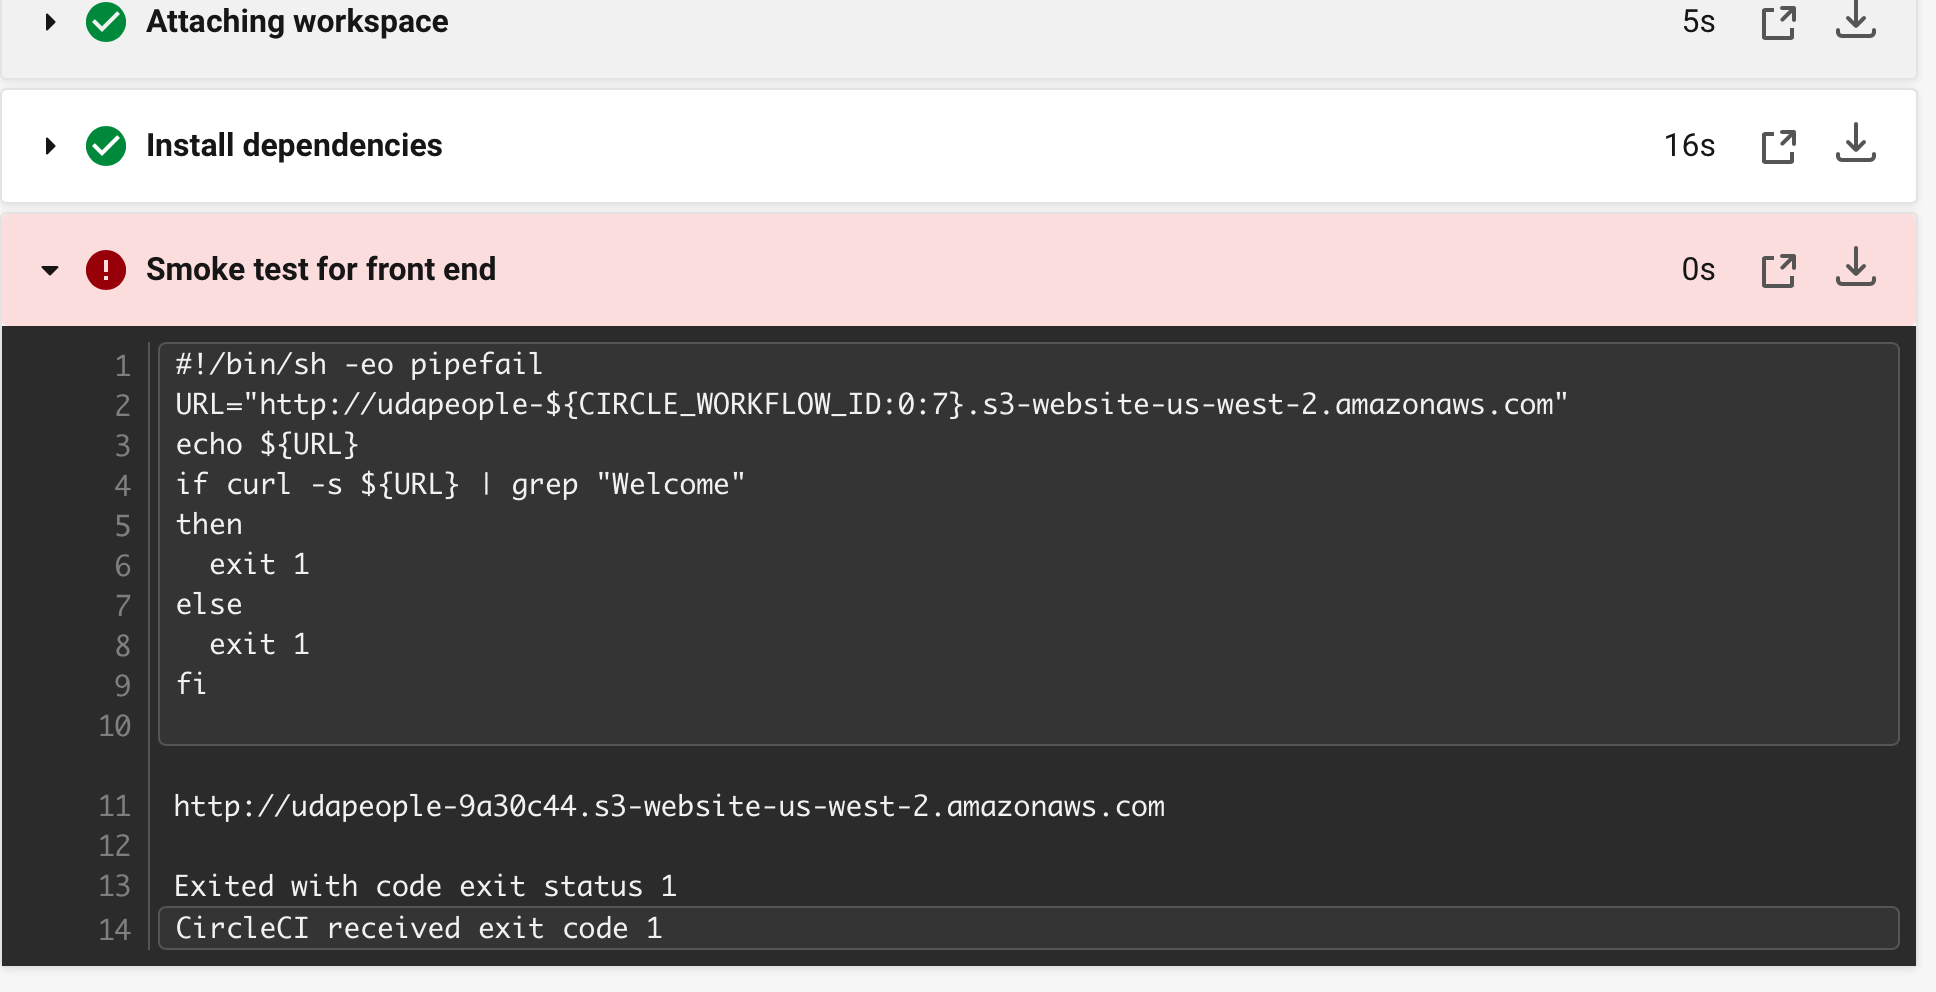 Attaching workspace 5s
Install dependencies 16s
Smoke test for front end 0s
1 #!/bin/sh -eo pipefail
2 URL="http://udapeople-${CIRCLE_WORKFLOW_ID:0:7}.s3-website-us-west-2.amazonaws.com"
3 echo ${URL}
4 if curl -s ${URL} | grep "Welcome"
5 then
6   exit 1
7 else
8   exit 1
9 fi
10
11 http://udapeople-9a30c44.s3-website-us-west-2.amazonaws.com
12
13 Exited with code exit status 1
14 CircleCI received exit code 1